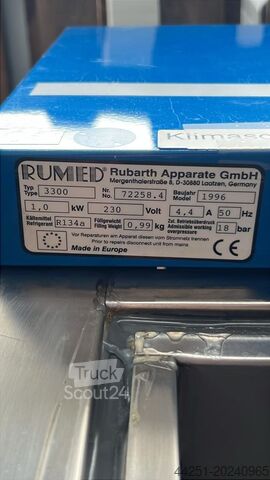 Klimasc
RUMED Rubarth Apparate GmbH
Mergenthalerstraße 8, D-30880 Laatzen, Germany
Typ Type 3300 Nr. No. 72258.4 Baujahr Model 1996
1,0 kW 230 Volt 4,4 A 50 Hz
Kältemittel Refrigerant R134a Füllgewicht Filling Weight 0,99 kg Zul. Betriebsüberdruck Admissible working overpressure 18 bar
Vor Reparaturen am Apparat diesen vom Stromnetz trennen
Prior to repairs disconnect unit from mains
Made in Europe CE
Truck
Scout24
44251-20240965